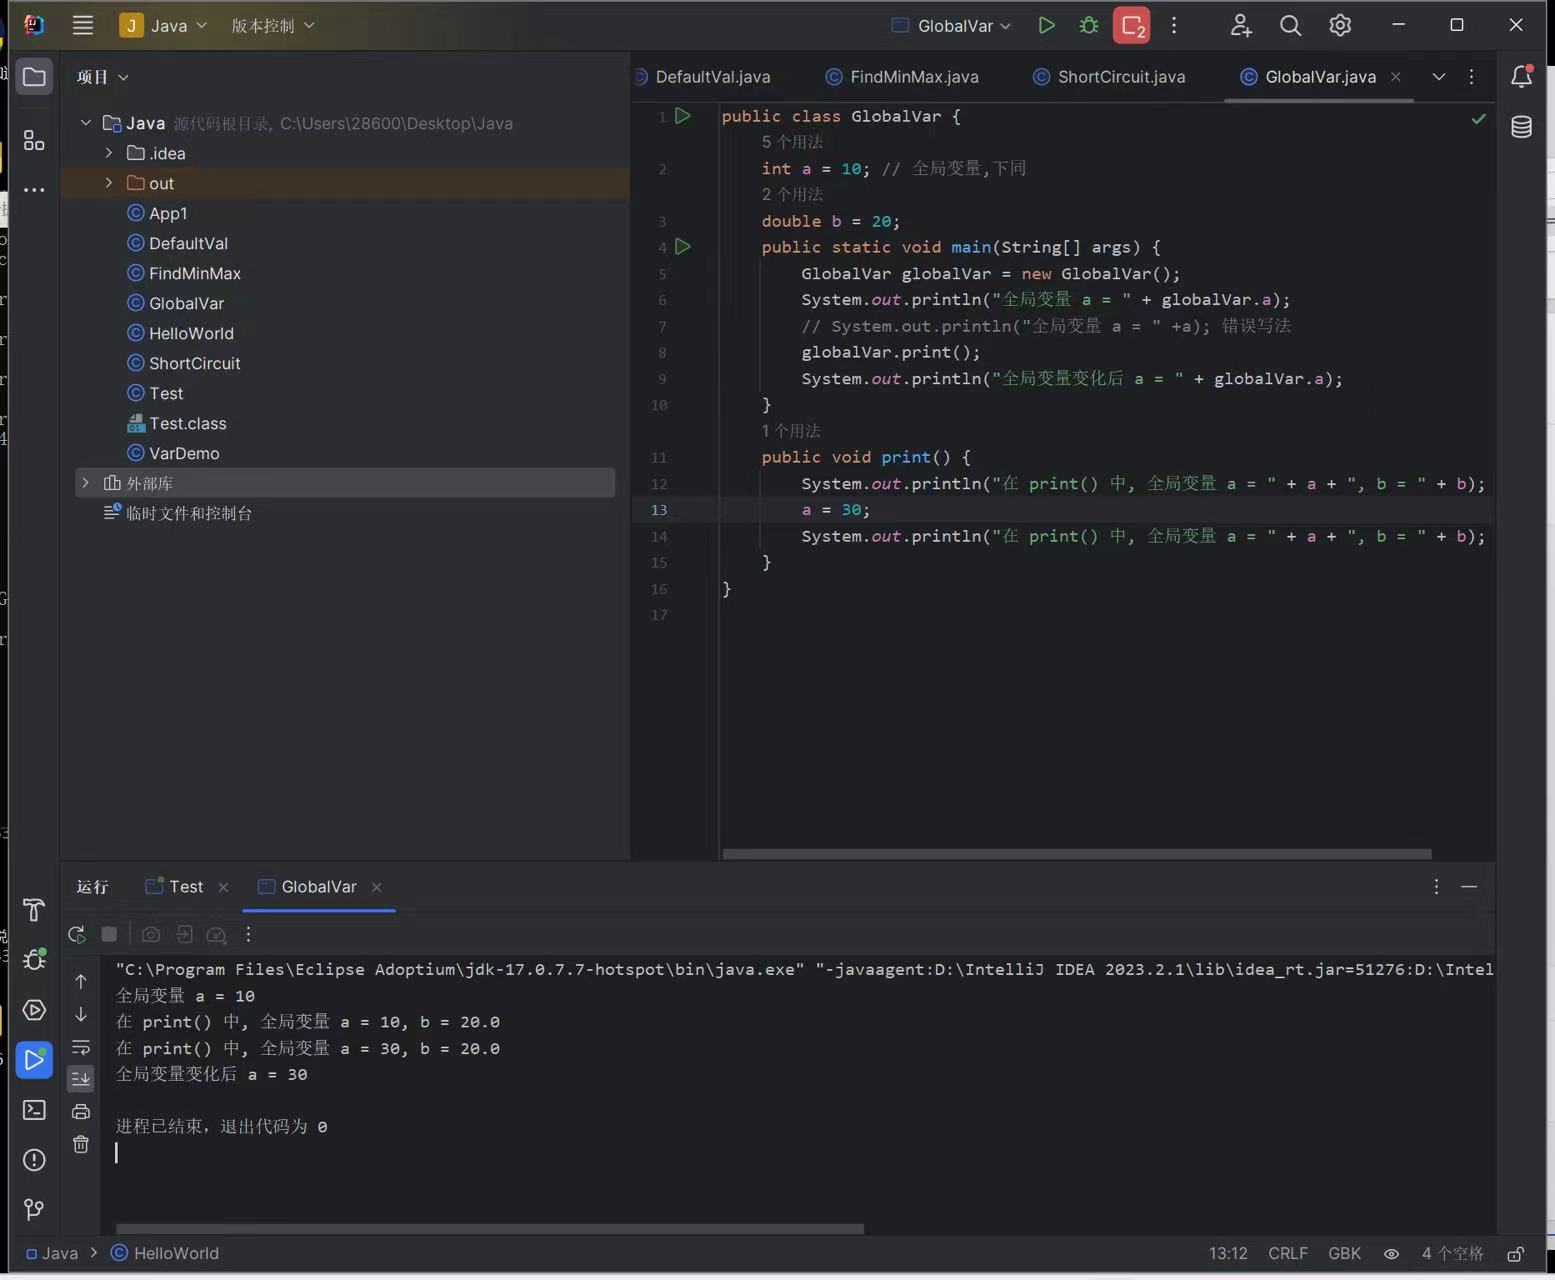 J Java 版本控制 GlobalVar 2
项目
DefaultVal.java FindMinMax.java ShortCircuit.java GlobalVar.java
Java 源代码根目录, C:\Users\28600\Desktop\Java
.idea
out
App1
DefaultVal
FindMinMax
GlobalVar
HelloWorld
ShortCircuit
Test
Test.class
VarDemo
外部库
临时文件和控制台
1 public class GlobalVar {
5 个用法
2 int a = 10; // 全局变量,下同
2 个用法
3 double b = 20;
4 public static void main(String[] args) {
5 GlobalVar globalVar = new GlobalVar();
6 System.out.println("全局变量 a = " + globalVar.a);
7 // System.out.println("全局变量 a = " +a); 错误写法
8 globalVar.print();
9 System.out.println("全局变量变化后 a = " + globalVar.a);
10 }
1 个用法
11 public void print() {
12 System.out.println("在 print() 中, 全局变量 a = " + a + ", b = " + b);
13 a = 30;
14 System.out.println("在 print() 中, 全局变量 a = " + a + ", b = " + b);
15 }
16 }
17
运行 Test GlobalVar
"C:\Program Files\Eclipse Adoptium\jdk-17.0.7.7-hotspot\bin\java.exe" "-javaagent:D:\IntelliJ IDEA 2023.2.1\lib\idea_rt.jar=51276:D:\Intel
全局变量 a = 10
在 print() 中, 全局变量 a = 10, b = 20.0
在 print() 中, 全局变量 a = 30, b = 20.0
全局变量变化后 a = 30
进程已结束，退出代码为 0
Java HelloWorld 13:12 CRLF GBK 4 个空格